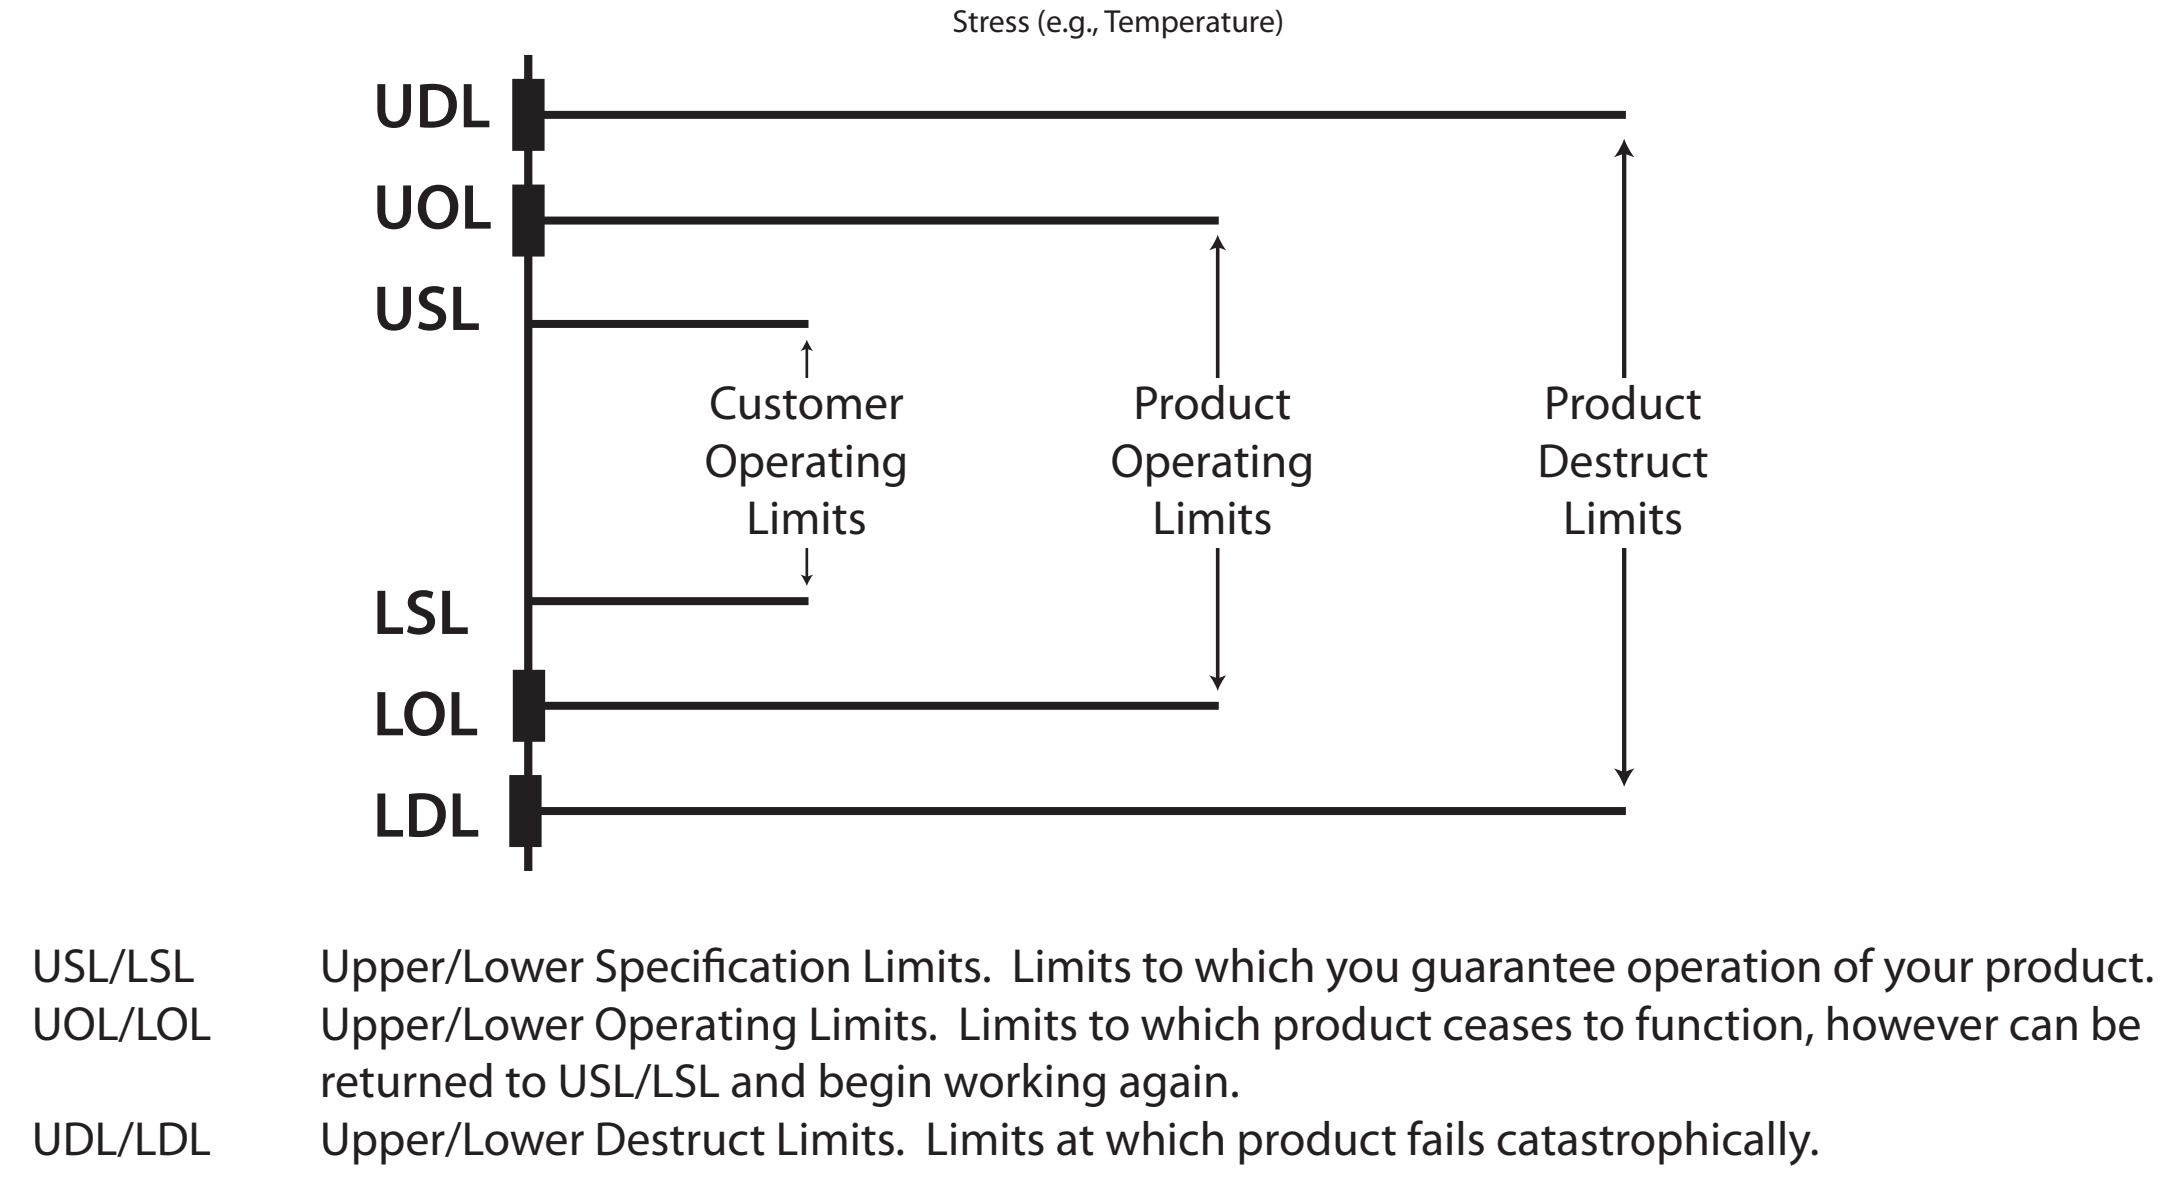 Stress (e.g., Temperature)
UDL
UOL
USL
Customer
Operating
Limits
Product
Operating
Limits
Product
Destruct
Limits
LSL
LOL
LDL
USL/LSL Upper/Lower Specification Limits. Limits to which you guarantee operation of your product.
UOL/LOL Upper/Lower Operating Limits. Limits to which product ceases to function, however can be
returned to USL/LSL and begin working again.
UDL/LDL Upper/Lower Destruct Limits. Limits at which product fails catastrophically.